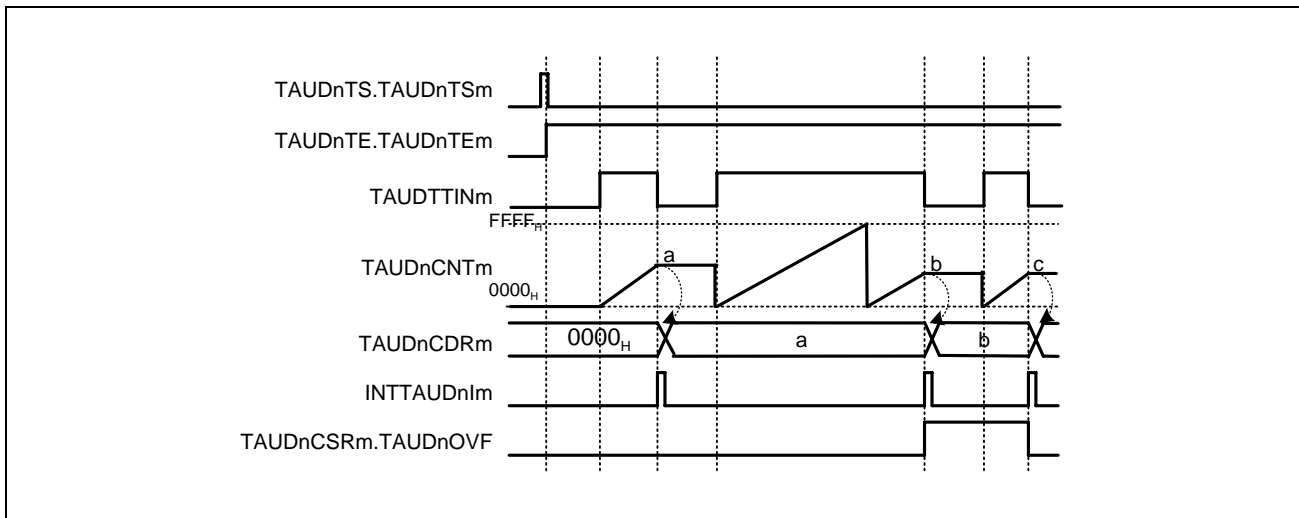 TAUDnTS.TAUDnTSm
TAUDnTE.TAUDnTEm
TAUDTTINm
FFFFH
TAUDnCNTm
a
b
c
0000H
TAUDnCDRm
0000H
a
b
INTTAUDnIm
TAUDnCSRm.TAUDnOVF